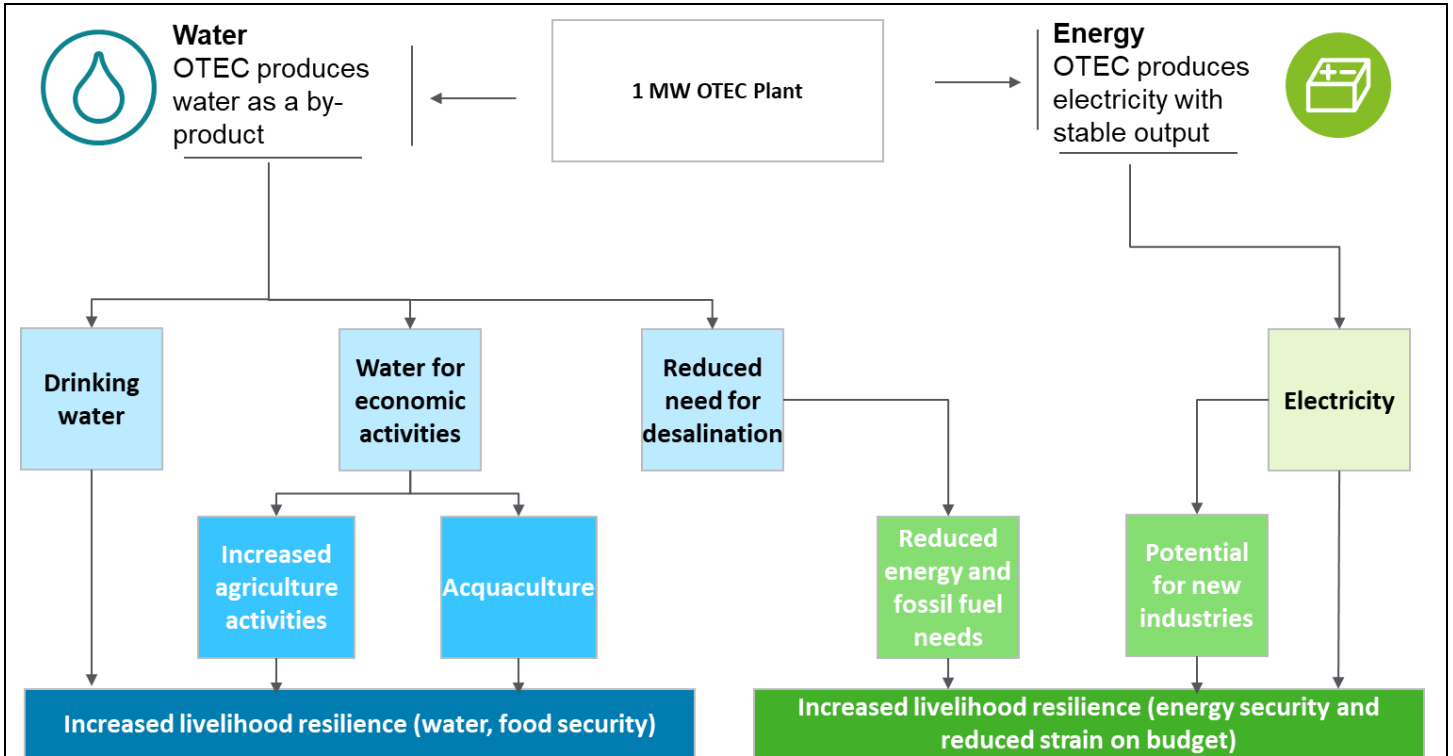 Water
OTEC produces
water as a by-
product
1 MW OTEC Plant
Energy
OTEC produces
electricity with
stable output
Drinking
water
Water for
economic
activities
Reduced
need for
desalination
Electricity
Increased
agriculture
activities
Acquaculture
Reduced
energy and
fossil fuel
needs
Potential
for new
industries
Increased livelihood resilience (water, food security)
Increased livelihood resilience (energy security and
reduced strain on budget)